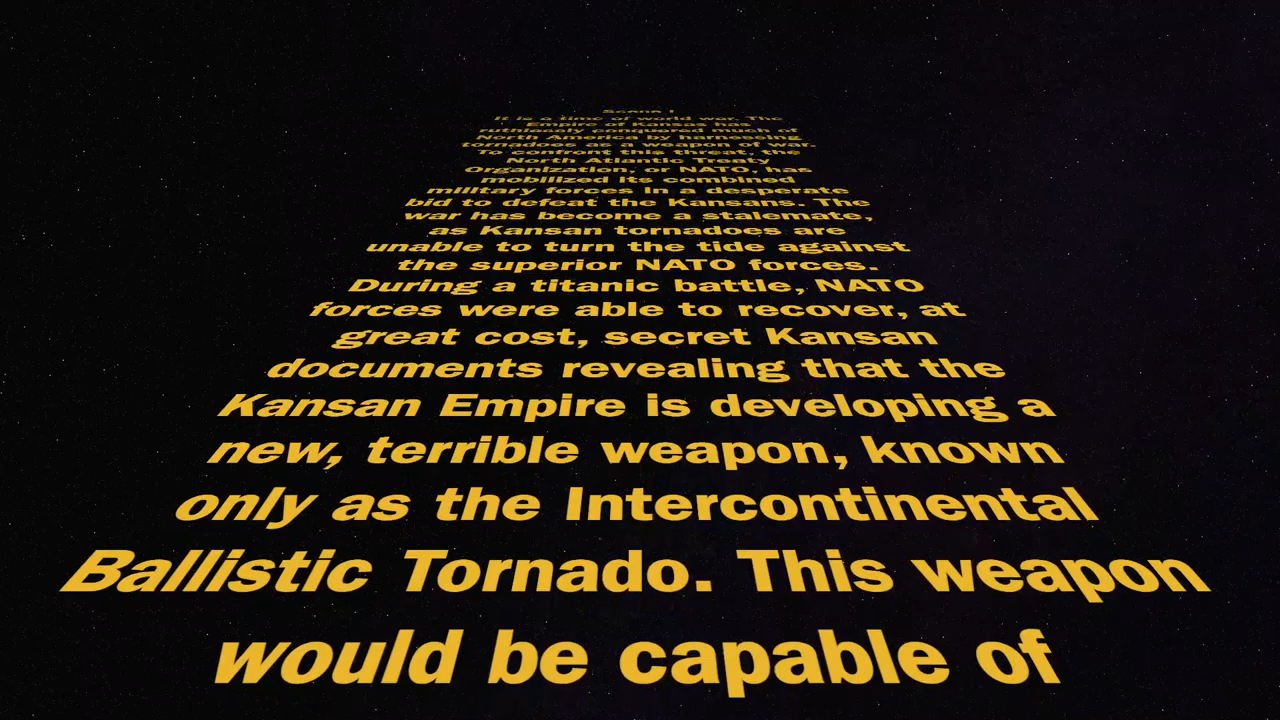 It is a time of world war. The
Empire of Kansas has
ruthlessly conquered much of
North America by harnessing
tornadoes as a weapon of war.
To confront this threat, the
North Atlantic Treaty
Organization, or NATO, has
mobilized its combined
military forces in a desperate
bid to defeat the Kansans. The
war has become a stalemate,
as Kansan tornadoes are
unable to turn the tide against
the superior NATO forces.
During a titanic battle, NATO
forces were able to recover, at
great cost, secret Kansan
documents revealing that the
Kansan Empire is developing a
new, terrible weapon, known
only as the Intercontinental
Ballistic Tornado. This weapon
would be capable of